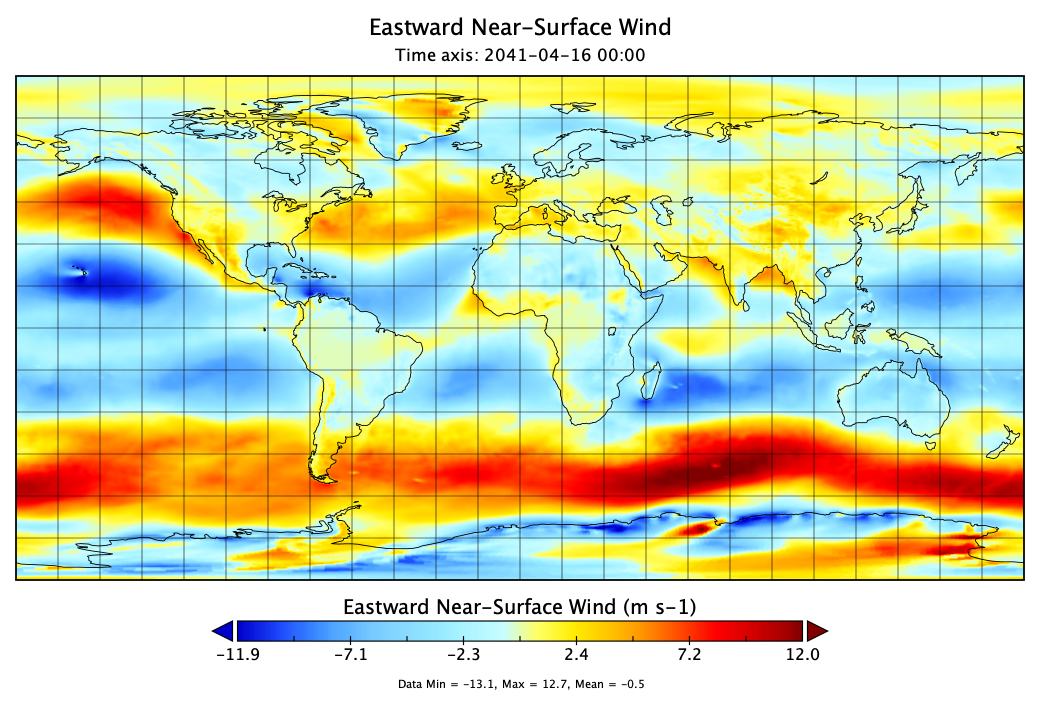 Eastward Near-Surface Wind
Time axis: 2041-04-16 00:00
Eastward Near-Surface Wind (m s-1)
-11.9 -7.1 -2.3 2.4 7.2 12.0
Data Min = -13.1, Max = 12.7, Mean = -0.5